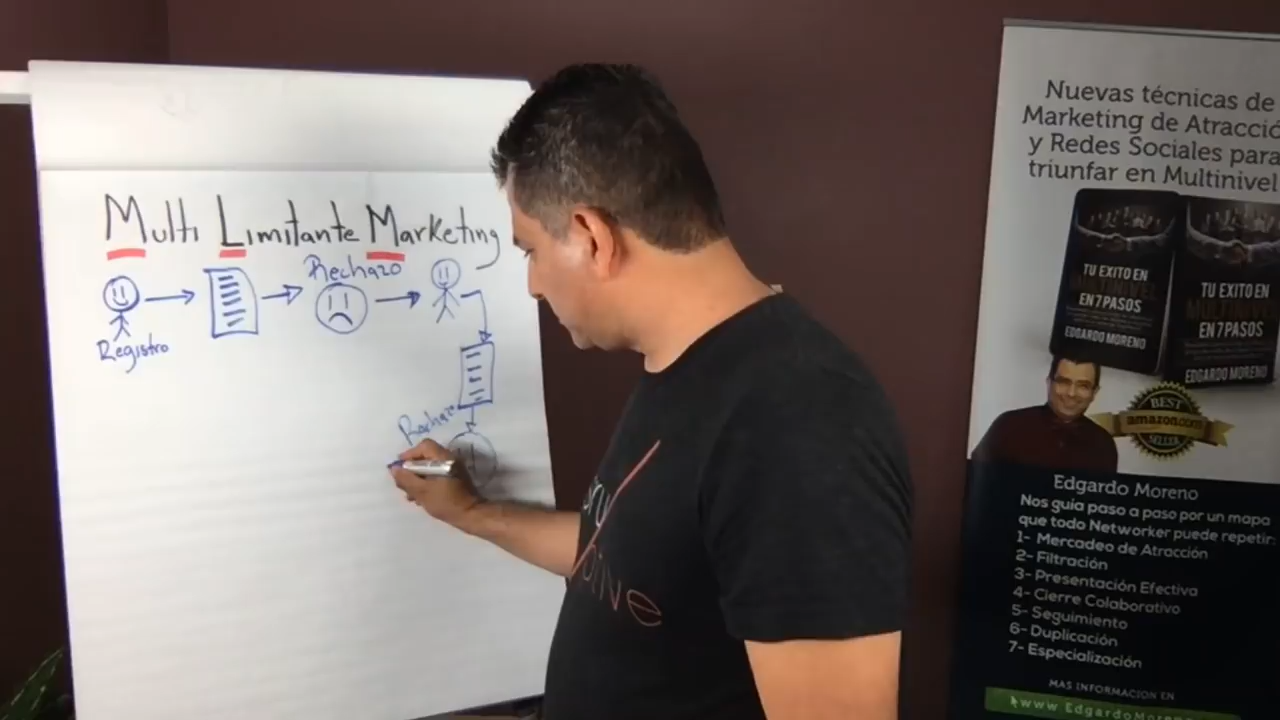 Multi Limitante Marketing
Rechazo
Registro
Rechazo
Nuevas técnicas de
Marketing de Atracció
y Redes Sociales para
triunfar en Multinivel
TU EXITO EN
MULTINIVEL
EN 7 PASOS
EDGARDO MORENO
TU EXITO EN
MULTINIVEL
EN 7 PASOS
EDGARDO MORENO
BEST
amazon.com
SELLER
Edgardo Moreno
Nos guía paso a paso por un mapa
que todo Networker puede repetir:
1- Mercadeo de Atracción
2- Filtración
3- Presentación Efectiva
4- Cierre Colaborativo
5- Seguimiento
6- Duplicación
7- Especialización
MAS INFORMACION EN
www.EdgardoMore